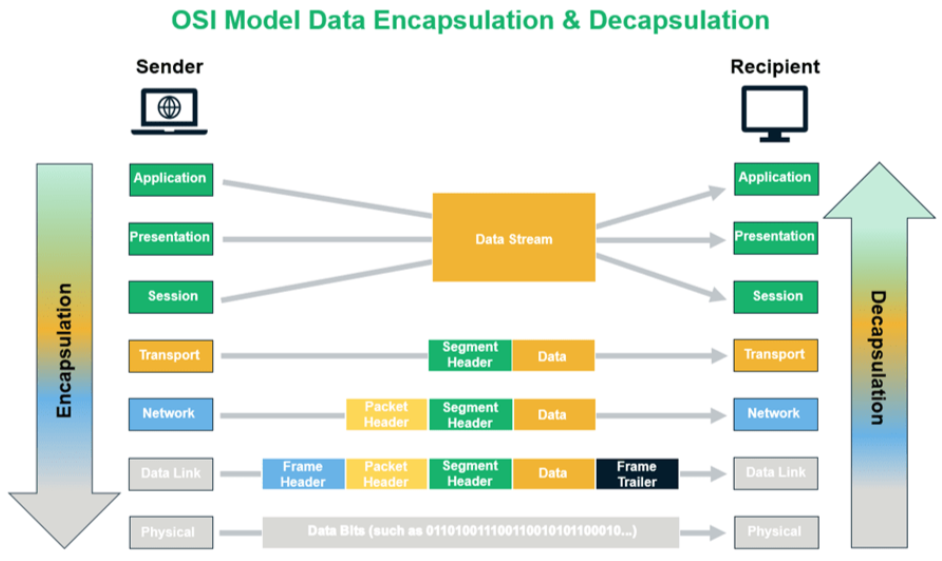 OSI Model Data Encapsulation & Decapsulation
Sender
Recipient
Encapsulation
Application
Presentation
Session
Transport
Network
Data Link
Physical
Data Stream
Segment
Header
Data
Packet
Header
Segment
Header
Data
Frame
Header
Packet
Header
Segment
Header
Data
Frame
Trailer
Data Bits (such as 01101001110011001010110010...)
Application
Presentation
Session
Transport
Network
Data Link
Physical
Decapsulation